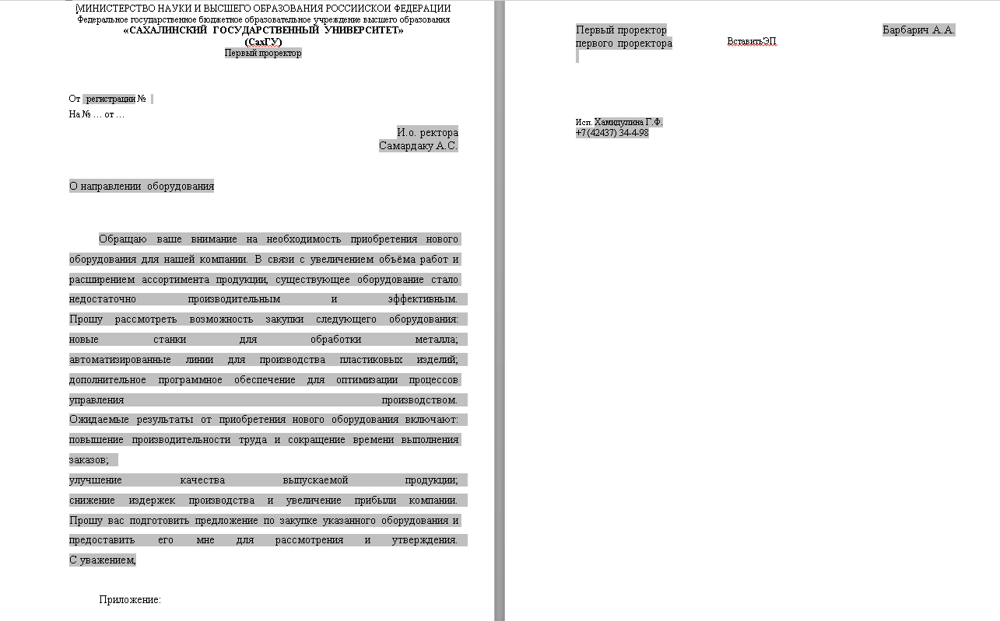 МИНИСТЕРСТВО НАУКИ И ВЫСШЕГО ОБРАЗОВАНИЯ РОССИЙСКОЙ ФЕДЕРАЦИИ
Федеральное государственное бюджетное образовательное учреждение высшего образования
«САХАЛИНСКИЙ ГОСУДАРСТВЕННЫЙ УНИВЕРСИТЕТ»
(СахГУ)
Первый проректор
От регистрации №
На № … от …
И.о. ректора
Самардаку А.С.
О направлении оборудования
Обращаю ваше внимание на необходимость приобретения нового
оборудования для нашей компании. В связи с увеличением объёма работ и
расширением ассортимента продукции, существующее оборудование стало
недостаточно производительным и эффективным.
Прошу рассмотреть возможность закупки следующего оборудования:
новые станки для обработки металла;
автоматизированные линии для производства пластиковых изделий;
дополнительное программное обеспечение для оптимизации процессов
управления производством.
Ожидаемые результаты от приобретения нового оборудования включают:
повышение производительности труда и сокращение времени выполнения
заказов;
улучшение качества выпускаемой продукции;
снижение издержек производства и увеличение прибыли компании.
Прошу вас подготовить предложение по закупке указанного оборудования и
предоставить его мне для рассмотрения и утверждения.
С уважением,
Приложение:
Первый проректор
первого проректора
ВставитьЭП
Барбарич А.А.
Исп. Хамидулина Г.Ф.
+7 (42437) 34-4-98